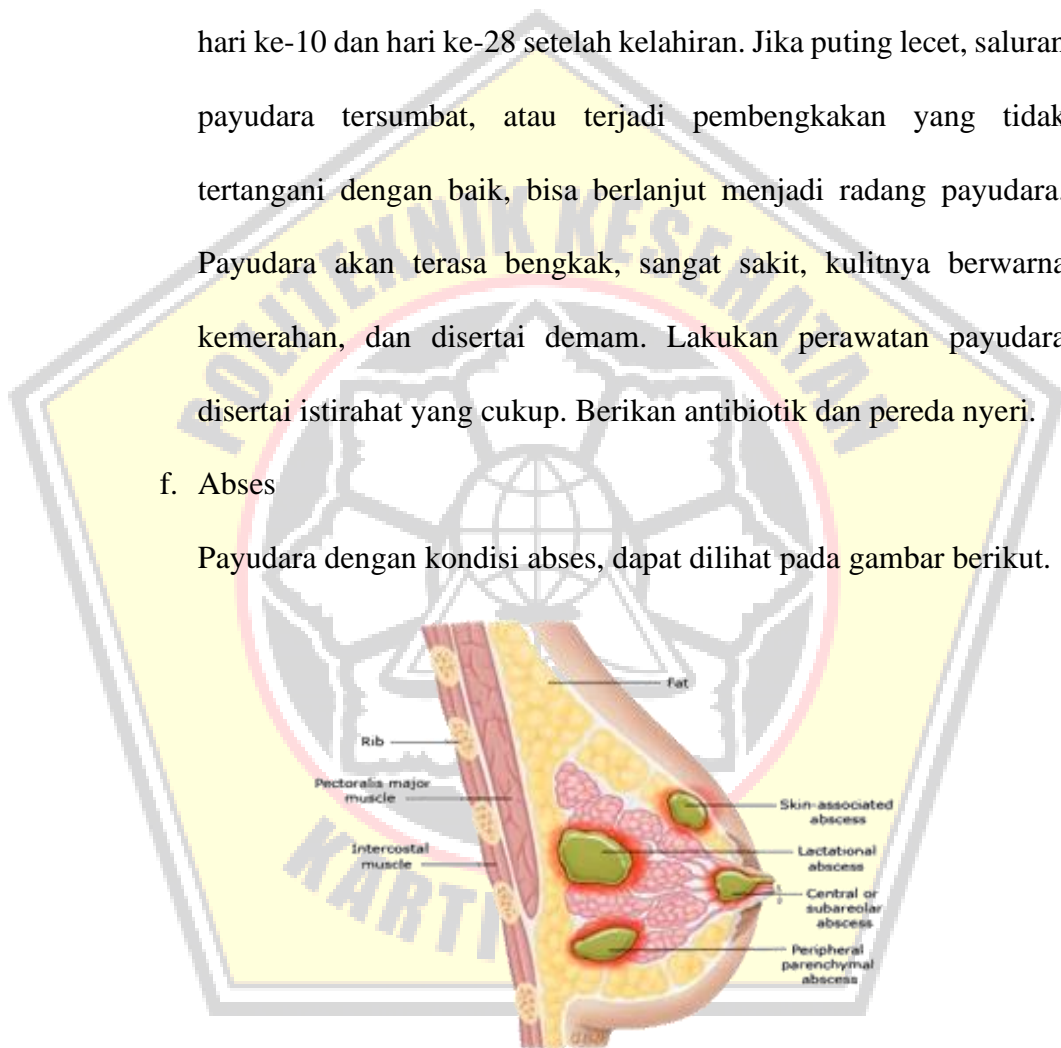 hari ke-10 dan hari ke-28 setelah kelahiran. Jika puting lecet, saluran
payudara tersumbat, atau terjadi pembengkakan yang tidak
tertangani dengan baik, bisa berlanjut menjadi radang payudara.
Payudara akan terasa bengkak, sangat sakit, kulitnya berwarna
kemerahan, dan disertai demam. Lakukan perawatan payudara
disertai istirahat yang cukup. Berikan antibiotik dan pereda nyeri.
f. Abses
Payudara dengan kondisi abses, dapat dilihat pada gambar berikut.
Fat
Rib
Pectoralis major
muscle
Intercostal
muscle
Skin-associated
abscess
Lactational
abscess
Central or
subareolar
abscess
Peripheral
parenchymal
abscess
POLITEKNIK KESEHATAN